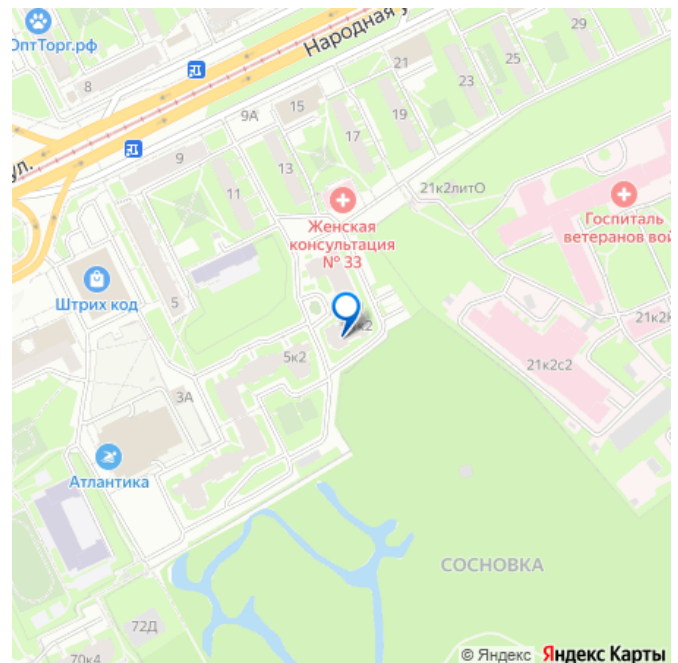 ОптТорг.рф
8
Народная у
29
25
23
21
19
17
15
9А
ул.
9
13
11
21к2литО
Женская
консультация
№ 33
Госпиталь
ветеранов вой
Штрих код
5
к2
5к2
21к2
21к2с2
3А
Атлантика
СОСНОВКА
72Д
70к4
© Яндекс Яндекс Карты